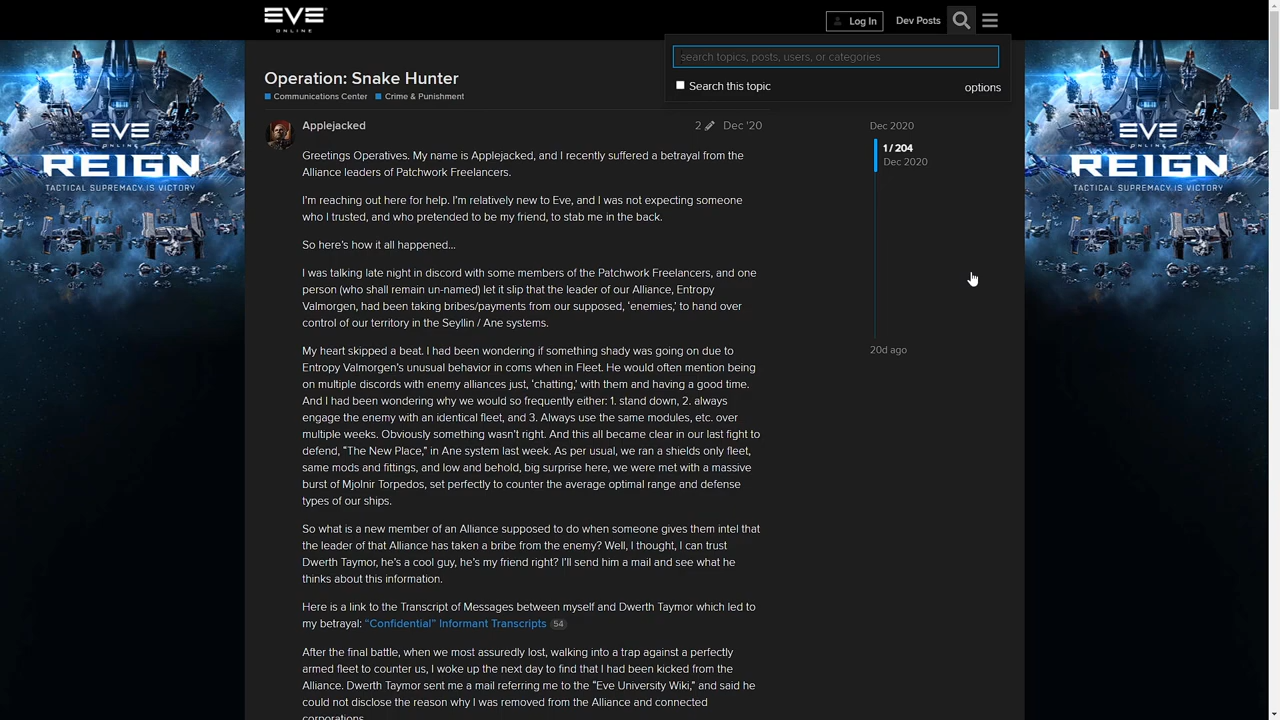 EVE
ONLINE
Log In
Dev Posts
search topics, posts, users, or categories
Search this topic
options
Operation: Snake Hunter
Communications Center
Crime & Punishment
Applejacked
2
Dec '20
Greetings Operatives. My name is Applejacked, and I recently suffered a betrayal from the
Alliance leaders of Patchwork Freelancers.
I'm reaching out here for help. I'm relatively new to Eve, and I was not expecting someone
who I trusted, and who pretended to be my friend, to stab me in the back.
So here's how it all happened…
I was talking late night in discord with some members of the Patchwork Freelancers, and one
person (who shall remain un-named) let it slip that the leader of our Alliance, Entropy
Valmorgen, had been taking bribes/payments from our supposed, 'enemies,' to hand over
control of our territory in the Seyllin / Ane systems.
My heart skipped a beat. I had been wondering if something shady was going on due to
Entropy Valmorgen's unusual behavior in coms when in Fleet. He would often mention being
on multiple discords with enemy alliances just, 'chatting,' with them and having a good time.
And I had been wondering why we would so frequently either: 1. stand down, 2. always
engage the enemy with an identical fleet, and 3. Always use the same modules, etc. over
multiple weeks. Obviously something wasn't right. And this all became clear in our last fight to
defend, "The New Place," in Ane system last week. As per usual, we ran a shields only fleet,
same mods and fittings, and low and behold, big surprise here, we were met with a massive
burst of Mjolnir Torpedos, set perfectly to counter the average optimal range and defense
types of our ships.
So what is a new member of an Alliance supposed to do when someone gives them intel that
the leader of that Alliance has taken a bribe from the enemy? Well, I thought, I can trust
Dwerth Taymor, he's a cool guy, he's my friend right? I'll send him a mail and see what he
thinks about this information.
Here is a link to the Transcript of Messages between myself and Dwerth Taymor which led to
my betrayal: "Confidential" Informant Transcripts 54
After the final battle, when we most assuredly lost, walking into a trap against a perfectly
armed fleet to counter us, I woke up the next day to find that I had been kicked from the
Alliance. Dwerth Taymor sent me a mail referring me to the "Eve University Wiki," and said he
could not disclose the reason why I was removed from the Alliance and connected
corporations.
Dec 2020
1 / 204
Dec 2020
20d ago
EVE
ONLINE
REIGN
TACTICAL SUPREMACY IS VICTORY
EVE
ONLINE
REIGN
TACTICAL SUPREMACY IS VICTORY